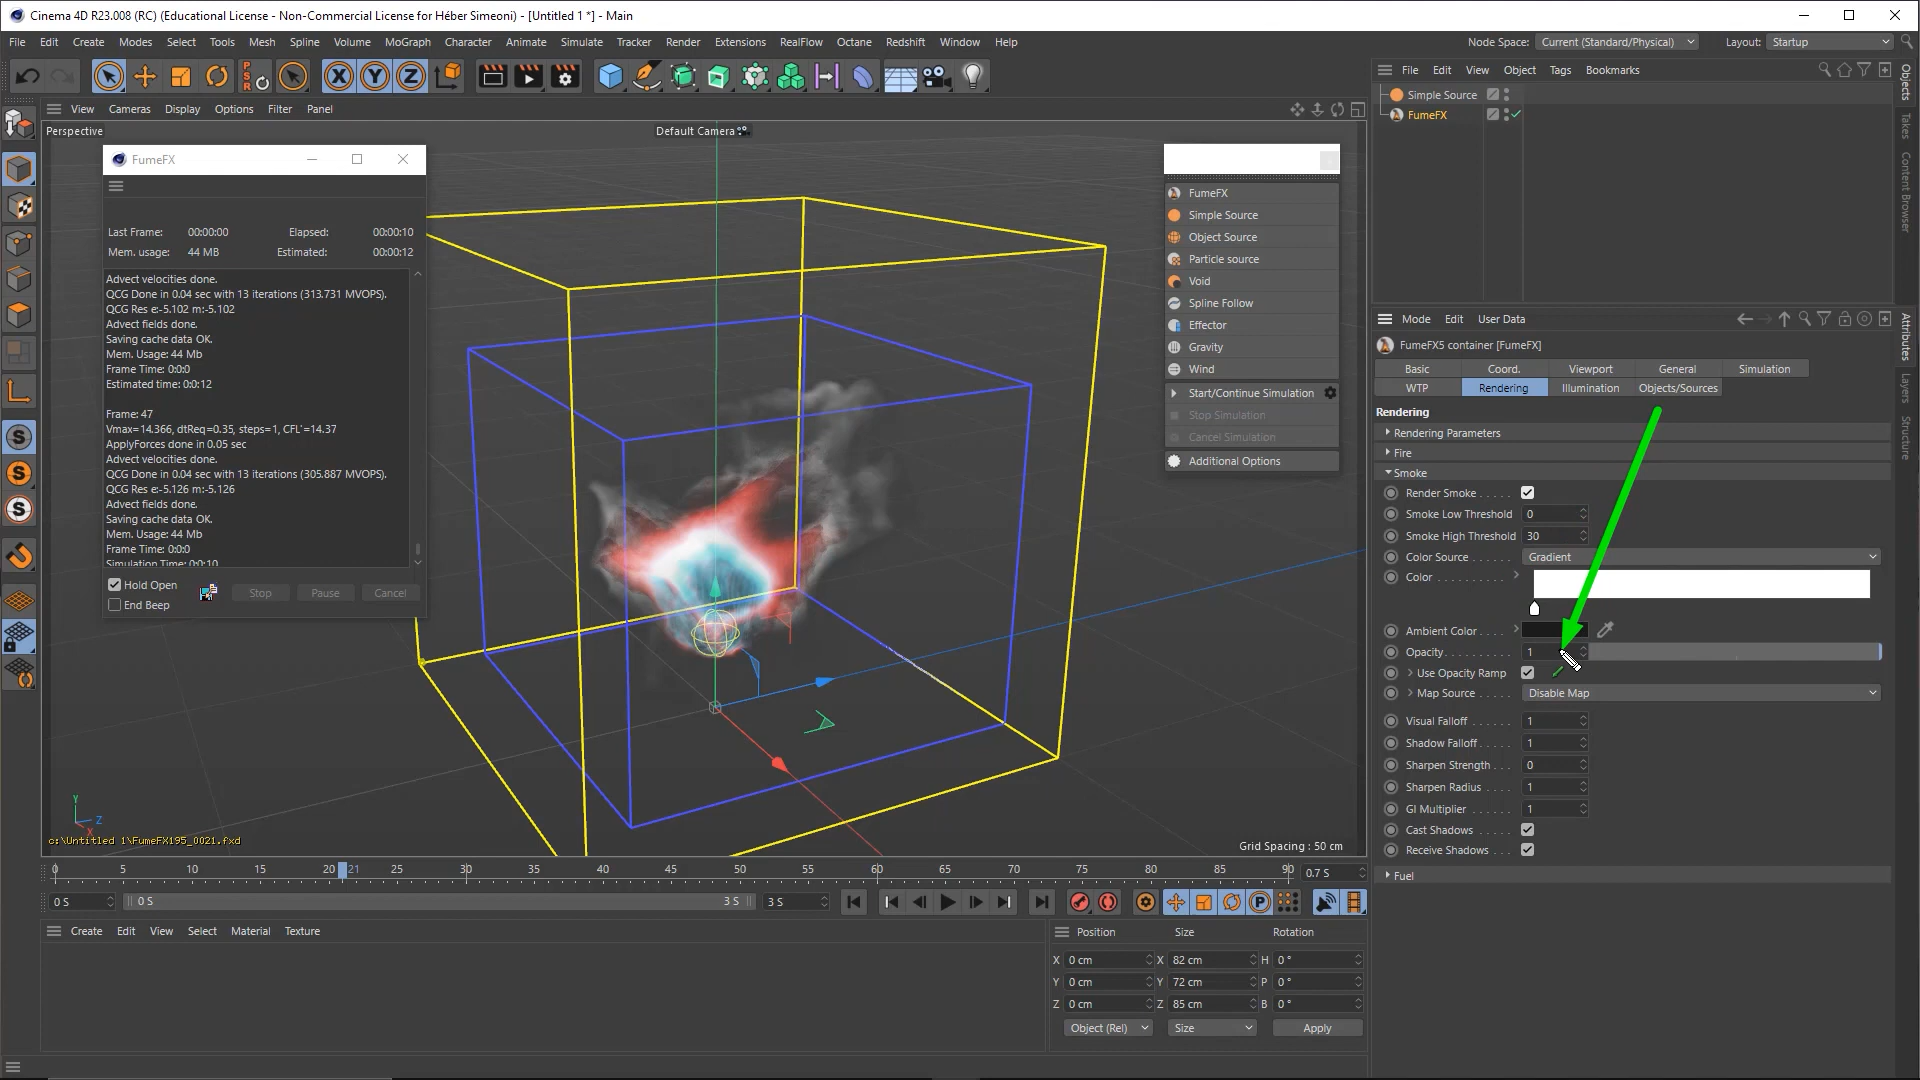 Cinema 4D R23.008 (RC) (Educational License - Non-Commercial License for Héber Simeoni) - [Untitled 1 *] - Main
File Edit Create Modes Select Tools Mesh Spline Volume MoGraph Character Animate Simulate Tracker Render Extensions RealFlow Octane Redshift Window Help
Node Space: Current (Standard/Physical) Layout: Startup
PSR X Y Z
View Cameras Display Options Filter Panel
Perspective
Default Camera
FumeFX
Last Frame: 00:00:00 Elapsed: 00:00:10
Mem. usage: 44 MB Estimated: 00:00:12
Advect velocities done.
QCG Done in 0.04 sec with 13 iterations (313.731 MVOPS).
QCG Res e:-5.102 m:-5.102
Advect fields done.
Saving cache data OK.
Mem. Usage: 44 Mb
Frame Time: 0:0:0
Estimated time: 0:0:12
Frame: 47
Vmax=14.366, dtReq=0.35, steps=1, CFL'=14.37
ApplyForces done in 0.05 sec
Advect velocities done.
QCG Done in 0.04 sec with 13 iterations (305.887 MVOPS).
QCG Res e:-5.126 m:-5.126
Advect fields done.
Saving cache data OK.
Mem. Usage: 44 Mb
Frame Time: 0:0:0
Simulation Time: 0:0:10
Hold Open
End Beep
Stop Pause Cancel
FumeFX
Simple Source
Object Source
Particle source
Void
Spline Follow
Effector
Gravity
Wind
Start/Continue Simulation
Stop Simulation
Cancel Simulation
Additional Options
Y
Z
X
c:\Untitled 1\FumeFX195_0021.fxd
Grid Spacing : 50 cm
0 5 10 15 20 21 25 30 35 40 45 50 55 60 65 70 75 80 85 90 0.7 S
0 S 0 S 3 S 3 S
P
Create Edit View Select Material Texture
Position Size Rotation
X 0 cm X 82 cm H 0 °
Y 0 cm Y 72 cm P 0 °
Z 0 cm Z 85 cm B 0 °
Object (Rel) Size Apply
File Edit View Object Tags Bookmarks
Simple Source
FumeFX
Mode Edit User Data
FumeFX5 container [FumeFX]
Basic Coord. Viewport General Simulation
WTP Rendering Illumination Objects/Sources
Rendering
Rendering Parameters
Fire
Smoke
Render Smoke
Smoke Low Threshold 0
Smoke High Threshold 30
Color Source Gradient
Color
Ambient Color
Opacity 1
Use Opacity Ramp
Map Source Disable Map
Visual Falloff 1
Shadow Falloff 1
Sharpen Strength 0
Sharpen Radius 1
GI Multiplier 1
Cast Shadows
Receive Shadows
Fuel
Objects
Takes
Content Browser
Attributes
Layers
Structure